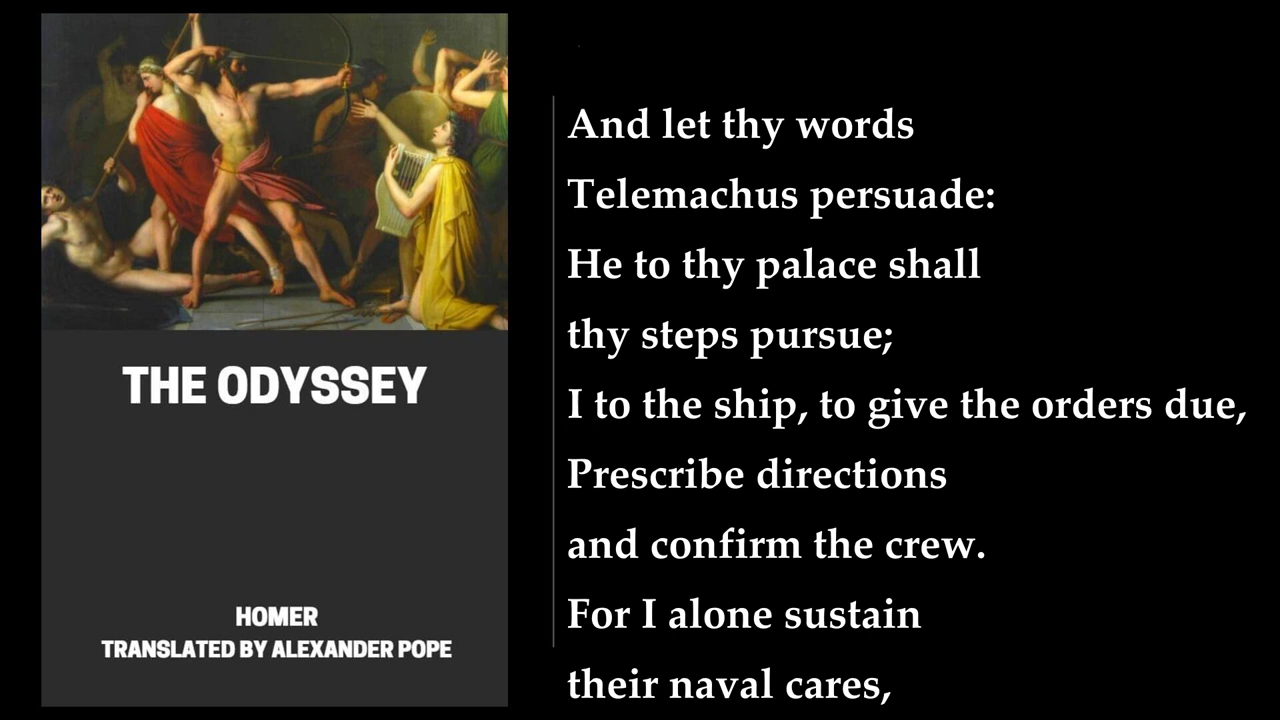 THE ODYSSEY
HOMER
TRANSLATED BY ALEXANDER POPE
And let thy words
Telemachus persuade:
He to thy palace shall
thy steps pursue;
I to the ship, to give the orders due,
Prescribe directions
and confirm the crew.
For I alone sustain
their naval cares,